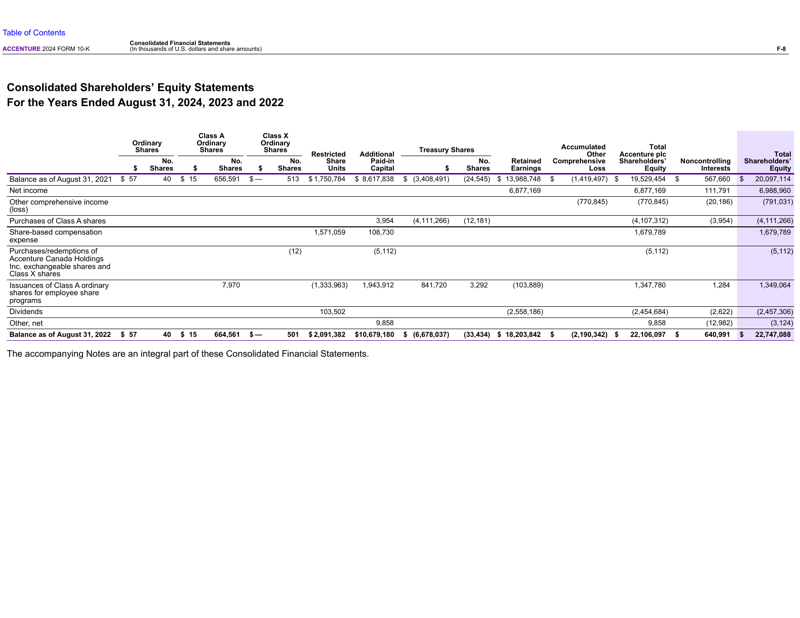 Table of Contents
Consolidated Financial Statements
ACCENTURE 2024 FORM 10-K (In thousands of U.S. dollars and share amounts) F-8
Consolidated Shareholders’ Equity Statements
For the Years Ended August 31, 2024, 2023 and 2022
Ordinary Shares Class A Ordinary Shares Class X Ordinary Shares Restricted Share Units Additional Paid-in Capital Treasury Shares Retained Earnings Accumulated Other Comprehensive Loss Total Accenture plc Shareholders’ Equity Noncontrolling Interests Total Shareholders’ Equity
$ No. Shares $ No. Shares $ No. Shares $ No. Shares
Balance as of August 31, 2021 $ 57 40 $ 15 656,591 $ — 513 $ 1,750,784 $ 8,617,838 $ (3,408,491) (24,545) $ 13,988,748 $ (1,419,497) $ 19,529,454 $ 567,660 $ 20,097,114
Net income 6,877,169 6,877,169 111,791 6,988,960
Other comprehensive income
(loss) (770,845) (770,845) (20,186) (791,031)
Purchases of Class A shares 3,954 (4,111,266) (12,181) (4,107,312) (3,954) (4,111,266)
Share-based compensation
expense 1,571,059 108,730 1,679,789 1,679,789
Purchases/redemptions of
Accenture Canada Holdings
Inc. exchangeable shares and
Class X shares (12) (5,112) (5,112) (5,112)
Issuances of Class A ordinary
shares for employee share
programs 7,970 (1,333,963) 1,943,912 841,720 3,292 (103,889) 1,347,780 1,284 1,349,064
Dividends 103,502 (2,558,186) (2,454,684) (2,622) (2,457,306)
Other, net 9,858 9,858 (12,982) (3,124)
Balance as of August 31, 2022 $ 57 40 $ 15 664,561 $ — 501 $ 2,091,382 $10,679,180 $ (6,678,037) (33,434) $ 18,203,842 $ (2,190,342) $ 22,106,097 $ 640,991 $ 22,747,088
The accompanying Notes are an integral part of these Consolidated Financial Statements.